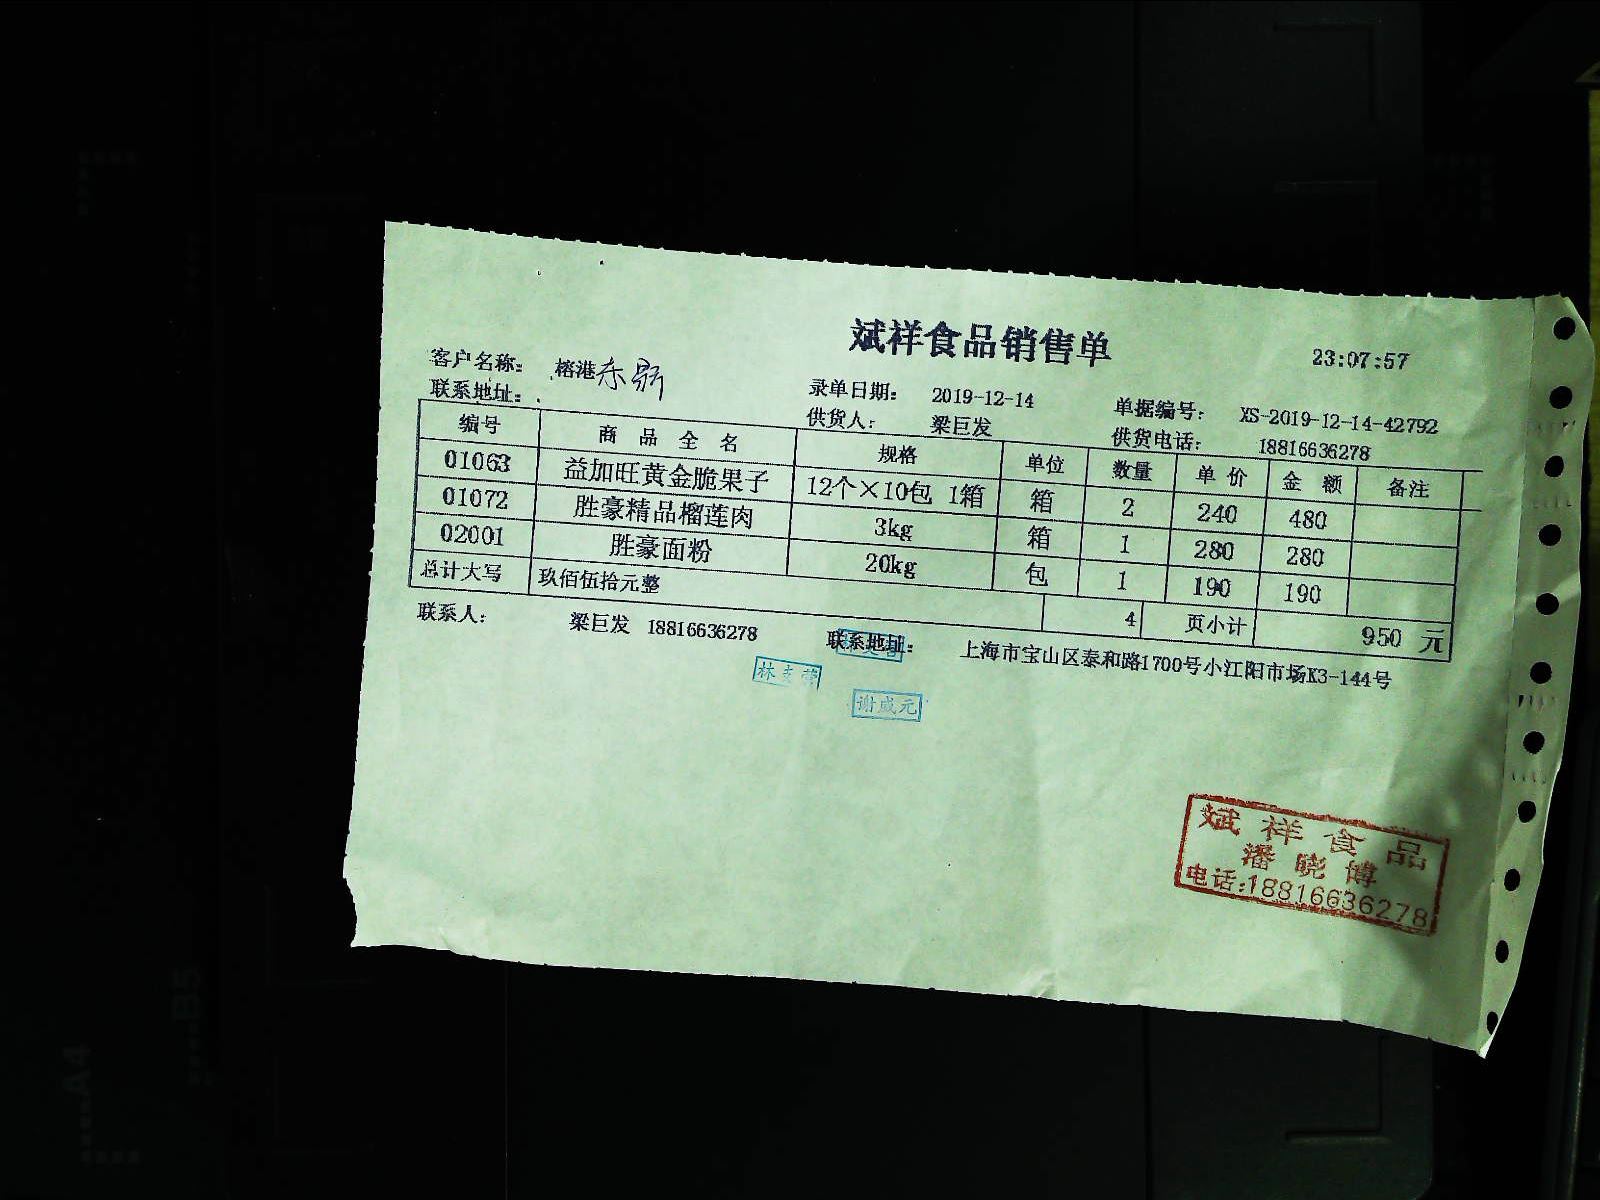 斌祥食品销售单
23:07:57
客户名称: 榕港 录单日期: 2019-12-14 单据编号: XS-2019-12-14-42792
联系地址: 供货人: 梁巨发 供货电话: 18816636278
编号 商品全名 规格 单位 数量 单价 金额 备注
01063 益加旺黄金脆果子 12个×10包 1箱 箱 2 240 480
01072 胜豪精品榴莲肉 3kg 箱 1 280 280
02001 胜豪面粉 20kg 包 1 190 190
总计大写 玖佰伍拾元整 4 页小计 950 元
联系人: 梁巨发 18816636278 联系地址: 上海市宝山区泰和路1700号小江阳市场K3-144号
谢威元
斌祥食品
潘晓博
电话:18816636278
A4
B5